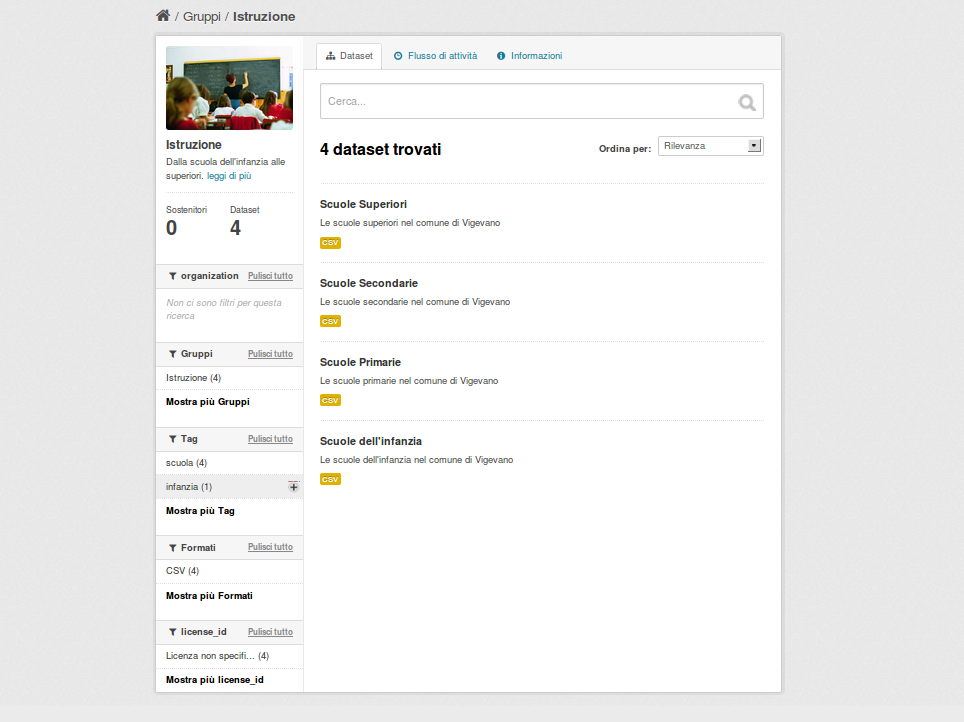 / Gruppi / Istruzione
Istruzione
Dalla scuola dell'infanzia alle
superiori. leggi di più
Sostenitori Dataset
0 4
organization Pulisci tutto
Non ci sono filtri per questa
ricerca
Gruppi Pulisci tutto
Istruzione (4)
Mostra più Gruppi
Tag Pulisci tutto
scuola (4)
infanzia (1)
Mostra più Tag
Formati Pulisci tutto
CSV (4)
Mostra più Formati
license_id Pulisci tutto
Licenza non specifi... (4)
Mostra più license_id
Dataset Flusso di attività Informazioni
Cerca...
4 dataset trovati
Ordina per: Rilevanza
Scuole Superiori
Le scuole superiori nel comune di Vigevano
CSV
Scuole Secondarie
Le scuole secondarie nel comune di Vigevano
CSV
Scuole Primarie
Le scuole primarie nel comune di Vigevano
CSV
Scuole dell'infanzia
Le scuole dell'infanzia nel comune di Vigevano
CSV